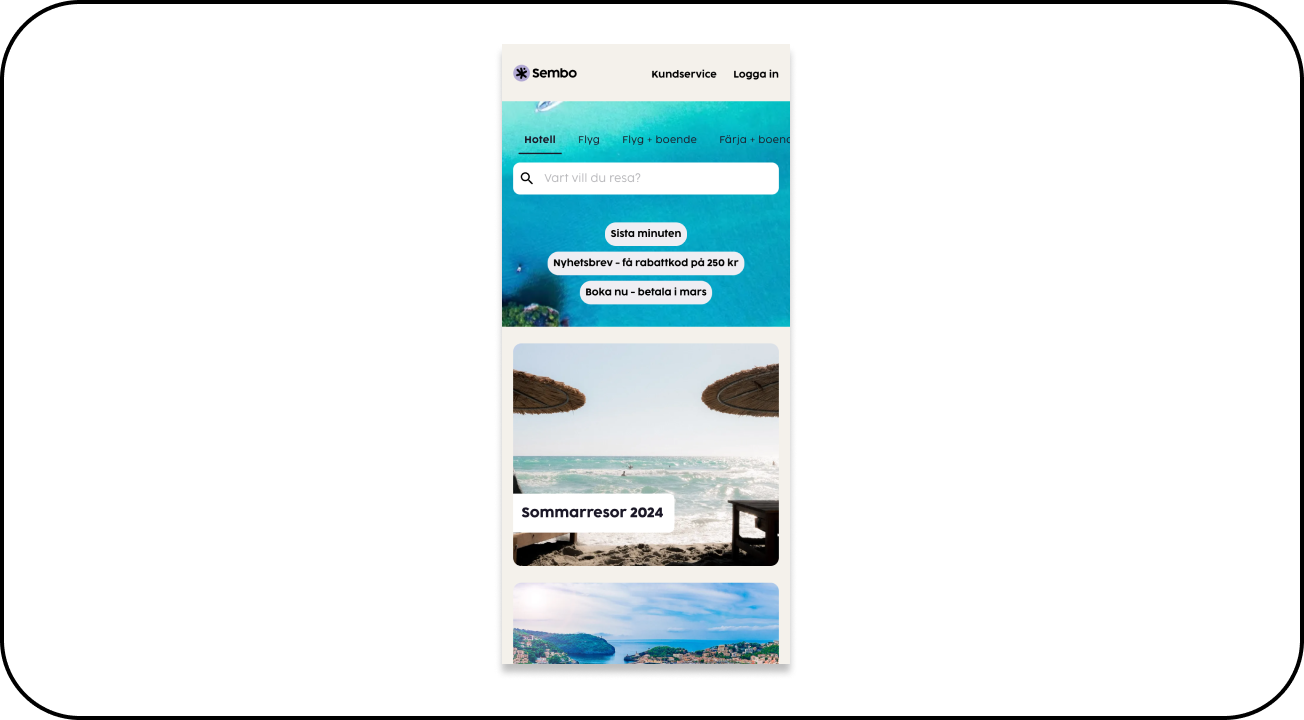 Sembo
Kundservice
Logga in
Hotell
Flyg
Flyg + boende
Färja + boend
Vart vill du resa?
Sista minuten
Nyhetsbrev - få rabattkod på 250 kr
Boka nu - betala i mars
Sommarresor 2024